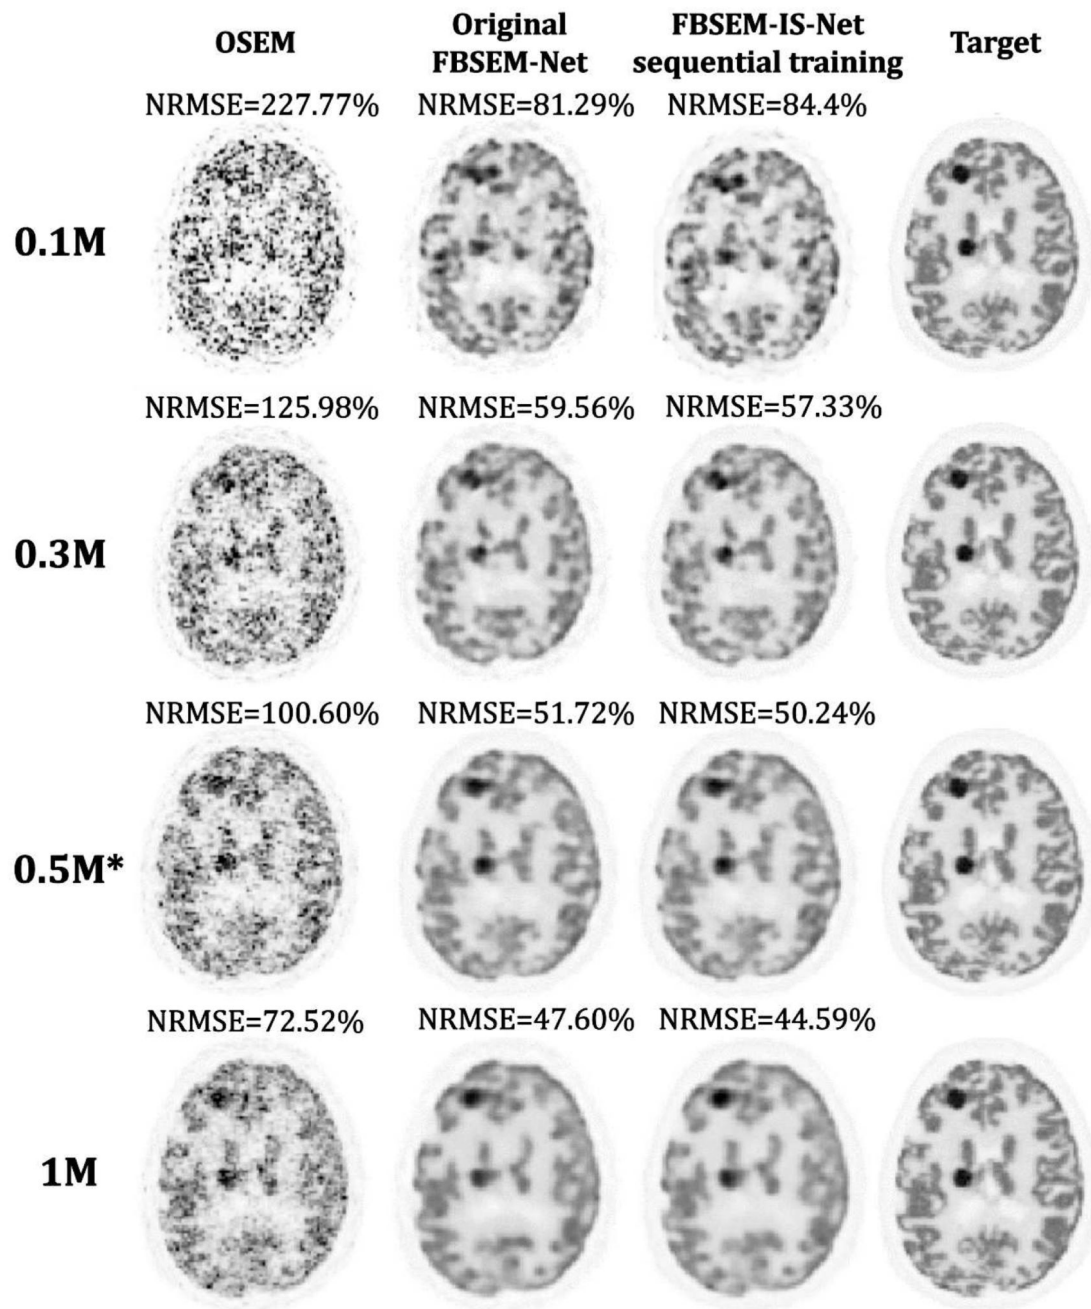 OSEM
Original
FBSEM-Net
FBSEM-IS-Net
sequential training
Target
NRMSE=227.77%
NRMSE=81.29%
NRMSE=84.4%
0.1M
NRMSE=125.98%
NRMSE=59.56%
NRMSE=57.33%
0.3M
NRMSE=100.60%
NRMSE=51.72%
NRMSE=50.24%
0.5M*
NRMSE=72.52%
NRMSE=47.60%
NRMSE=44.59%
1M